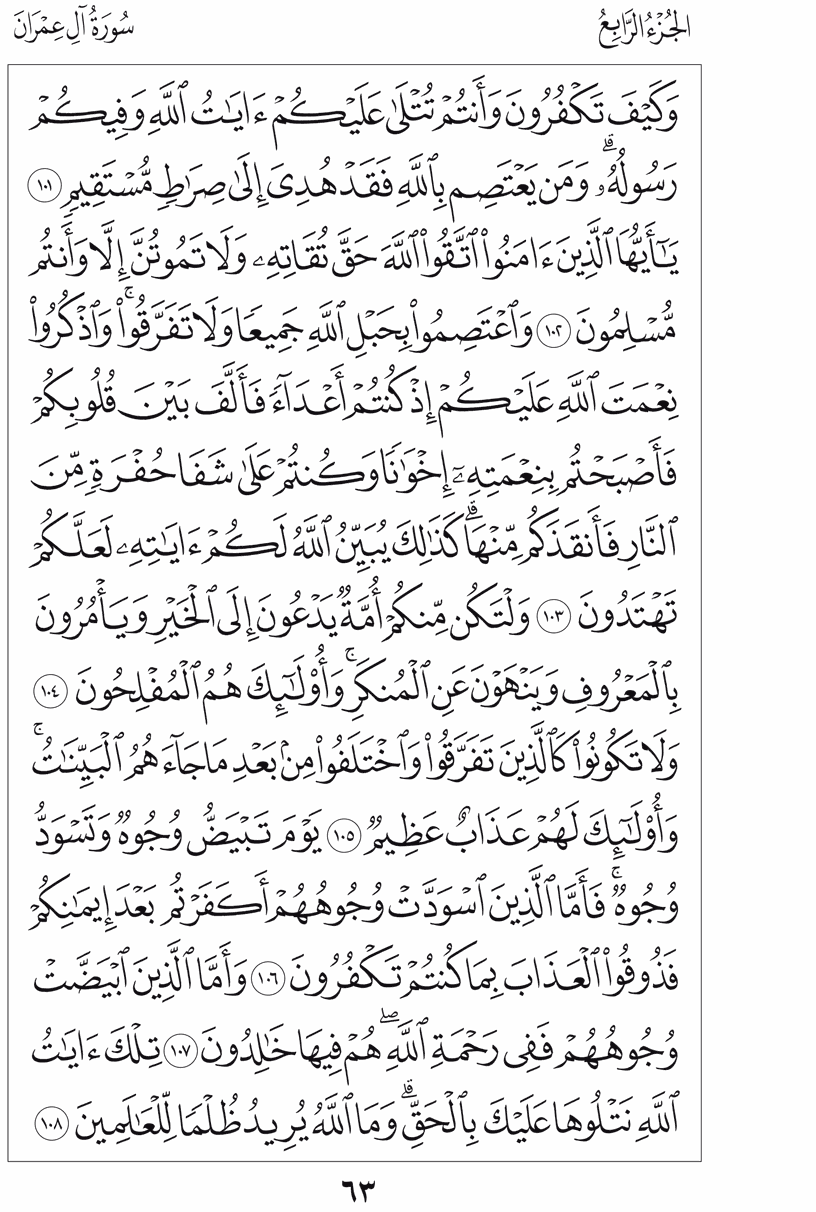 الجُزْءُ الرَّابِعُ
سُورَةُ آلِ عِمْرَانَ
وَكَيْفَ تَكْفُرُونَ وَأَنتُمْ تُتْلَىٰ عَلَيْكُمْ ءَايَٰتُ ٱللَّهِ وَفِيكُمْ
رَسُولُهُۥۗ وَمَن يَعْتَصِم بِٱللَّهِ فَقَدْ هُدِىَ إِلَىٰ صِرَٰطٍ مُّسْتَقِيمٍ ١٠١
يَٰٓأَيُّهَا ٱلَّذِينَ ءَامَنُوا۟ ٱتَّقُوا۟ ٱللَّهَ حَقَّ تُقَاتِهِۦ وَلَا تَمُوتُنَّ إِلَّا وَأَنتُم
مُّسْلِمُونَ ١٠٢ وَٱعْتَصِمُوا۟ بِحَبْلِ ٱللَّهِ جَمِيعًا وَلَا تَفَرَّقُوا۟ۚ وَٱذْكُرُوا۟
نِعْمَتَ ٱللَّهِ عَلَيْكُمْ إِذْ كُنتُمْ أَعْدَآءً فَأَلَّفَ بَيْنَ قُلُوبِكُمْ
فَأَصْبَحْتُم بِنِعْمَتِهِۦٓ إِخْوَٰنًا وَكُنتُمْ عَلَىٰ شَفَا حُفْرَةٍ مِّنَ
ٱلنَّارِ فَأَنقَذَكُم مِّنْهَاۗ كَذَٰلِكَ يُبَيِّنُ ٱللَّهُ لَكُمْ ءَايَٰتِهِۦ لَعَلَّكُمْ
تَهْتَدُونَ ١٠٣ وَلْتَكُن مِّنكُمْ أُمَّةٌ يَدْعُونَ إِلَى ٱلْخَيْرِ وَيَأْمُرُونَ
بِٱلْمَعْرُوفِ وَيَنْهَوْنَ عَنِ ٱلْمُنكَرِۚ وَأُو۟لَٰٓئِكَ هُمُ ٱلْمُفْلِحُونَ ١٠٤
وَلَا تَكُونُوا۟ كَٱلَّذِينَ تَفَرَّقُوا۟ وَٱخْتَلَفُوا۟ مِنۢ بَعْدِ مَا جَآءَهُمُ ٱلْبَيِّنَٰتُۚ
وَأُو۟لَٰٓئِكَ لَهُمْ عَذَابٌ عَظِيمٌ ١٠٥ يَوْمَ تَبْيَضُّ وُجُوهٌ وَتَسْوَدُّ
وُجُوهٌۚ فَأَمَّا ٱلَّذِينَ ٱسْوَدَّتْ وُجُوهُهُمْ أَكَفَرْتُم بَعْدَ إِيمَٰنِكُمْ
فَذُوقُوا۟ ٱلْعَذَابَ بِمَا كُنتُمْ تَكْفُرُونَ ١٠٦ وَأَمَّا ٱلَّذِينَ ٱبْيَضَّتْ
وُجُوهُهُمْ فَفِى رَحْمَةِ ٱللَّهِۖ هُمْ فِيهَا خَٰلِدُونَ ١٠٧ تِلْكَ ءَايَٰتُ
ٱللَّهِ نَتْلُوهَا عَلَيْكَ بِٱلْحَقِّۗ وَمَا ٱللَّهُ يُرِيدُ ظُلْمًا لِّلْعَٰلَمِينَ ١٠٨
٦٣